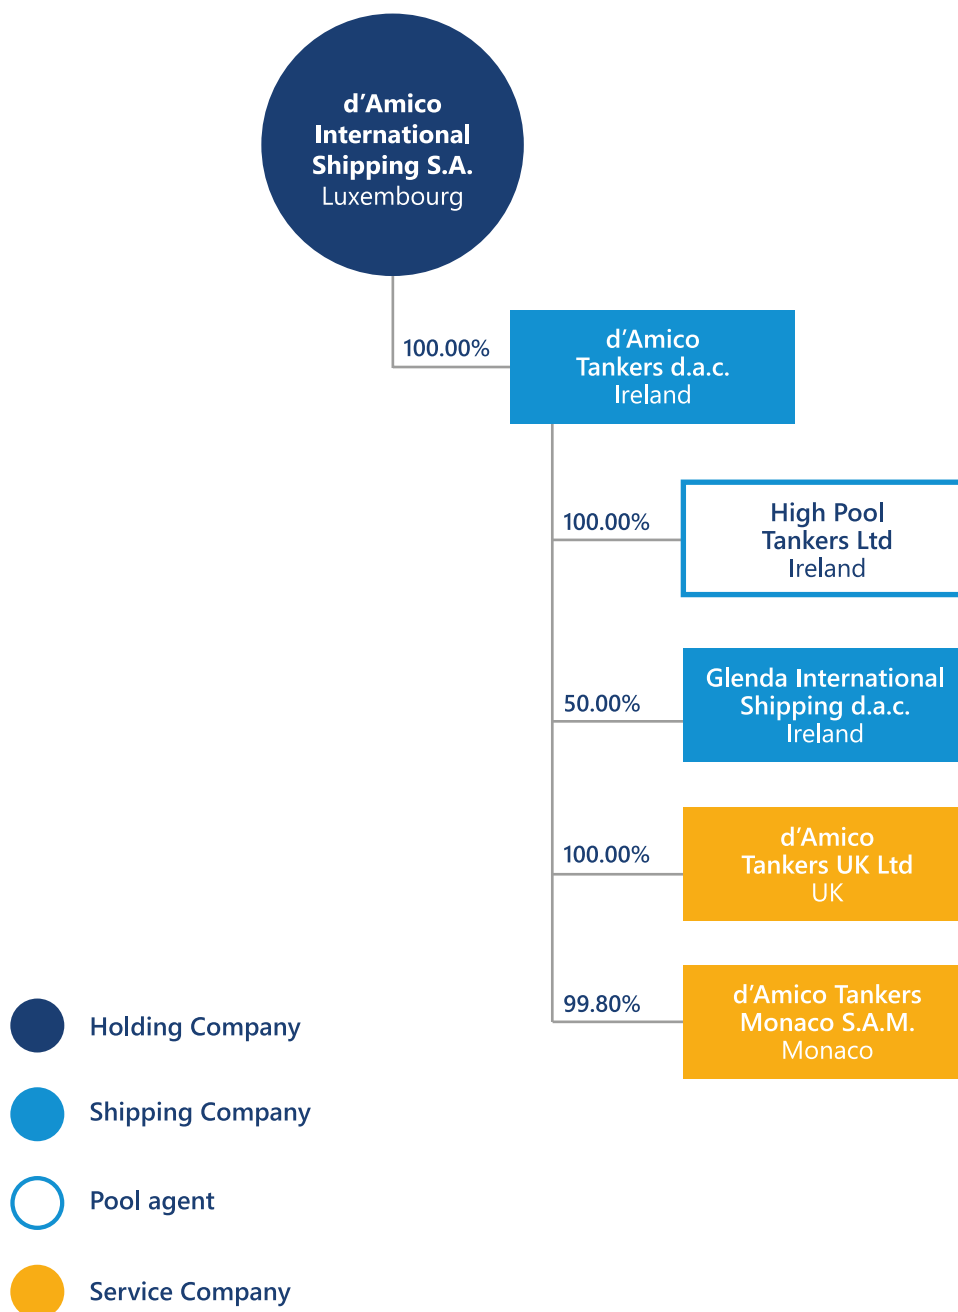 d’Amico
International
Shipping S.A.
Luxembourg
100.00%
d’Amico
Tankers d.a.c.
Ireland
100.00%
High Pool
Tankers Ltd
Ireland
50.00%
Glenda International
Shipping d.a.c.
Ireland
100.00%
d’Amico
Tankers UK Ltd
UK
99.80%
d’Amico Tankers
Monaco S.A.M.
Monaco
Holding Company
Shipping Company
Pool agent
Service Company